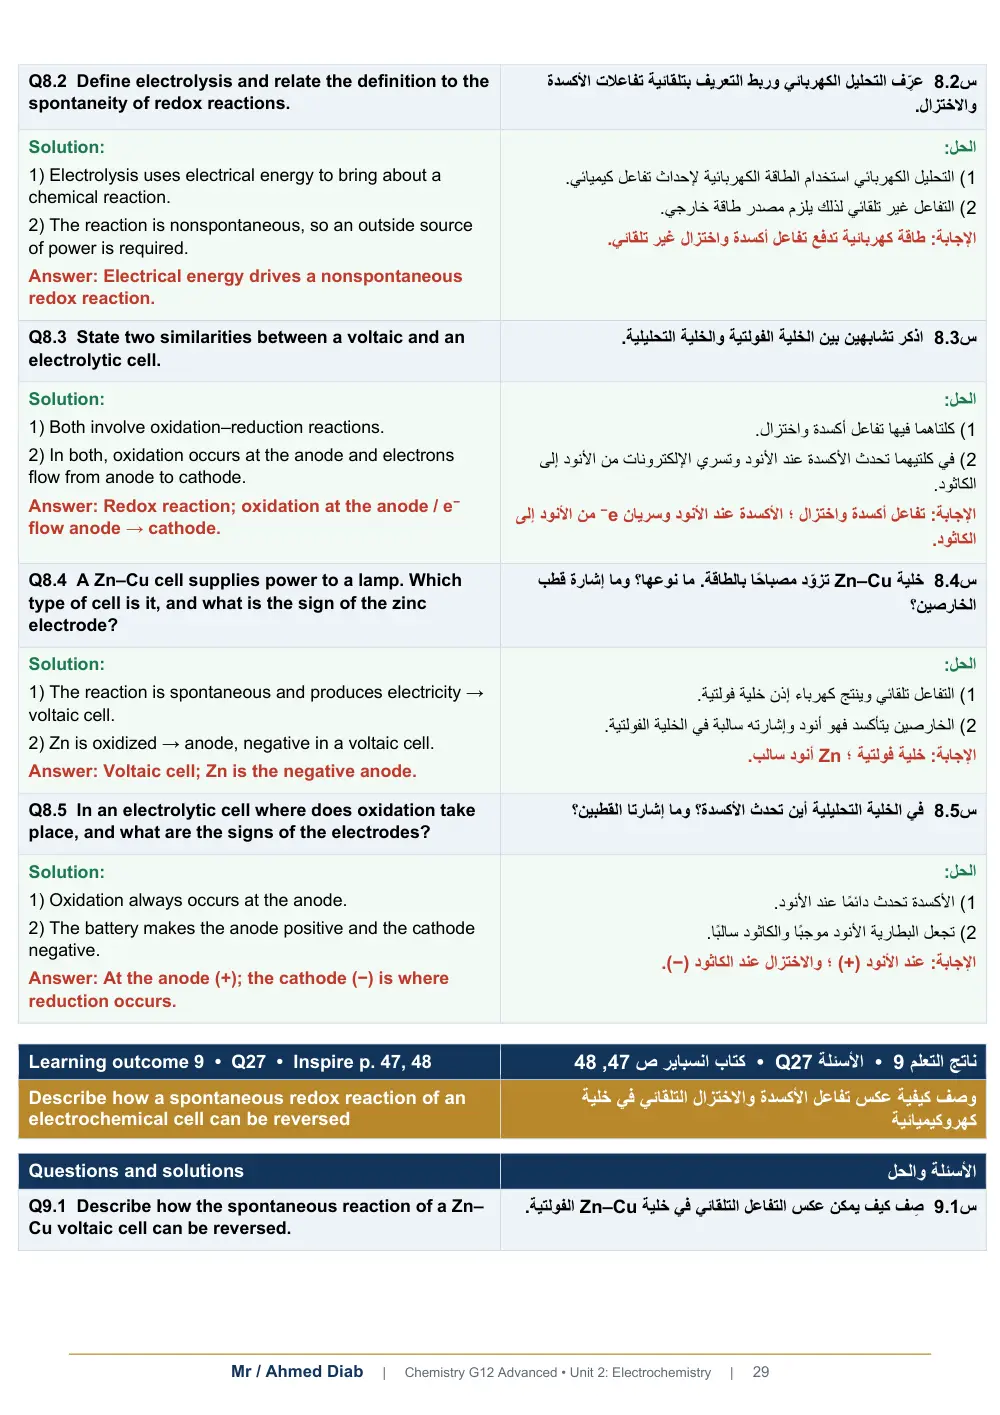 Q8.2 Define electrolysis and relate the definition to the
spontaneity of redox reactions.
س8.2 عرِّف التحليل الكهربائي وربط التعريف بتلقائية تفاعلات الأكسدة
والاختزال.
Solution:
1) Electrolysis uses electrical energy to bring about a
chemical reaction.
2) The reaction is nonspontaneous, so an outside source
of power is required.
Answer: Electrical energy drives a nonspontaneous
redox reaction.
الحل:
1) التحليل الكهربائي استخدام الطاقة الكهربائية لإحداث تفاعل كيميائي.
2) التفاعل غير تلقائي لذلك يلزم مصدر طاقة خارجي.
الإجابة: طاقة كهربائية تدفع تفاعل أكسدة واختزال غير تلقائي.
Q8.3 State two similarities between a voltaic and an
electrolytic cell.
س8.3 اذكر تشابهين بين الخلية الفولتية والخلية التحليلية.
Solution:
1) Both involve oxidation–reduction reactions.
2) In both, oxidation occurs at the anode and electrons
flow from anode to cathode.
Answer: Redox reaction; oxidation at the anode / e⁻
flow anode → cathode.
الحل:
1) كلتاهما فيها تفاعل أكسدة واختزال.
2) في كلتيهما تحدث الأكسدة عند الأنود وتسري الإلكترونات من الأنود إلى
الكاثود.
الإجابة: تفاعل أكسدة واختزال ؛ الأكسدة عند الأنود وسريان e⁻ من الأنود إلى
الكاثود.
Q8.4 A Zn–Cu cell supplies power to a lamp. Which
type of cell is it, and what is the sign of the zinc
electrode?
س8.4 خلية Zn–Cu تزوّد مصباحًا بالطاقة. ما نوعها؟ وما إشارة قطب
الخارصين؟
Solution:
1) The reaction is spontaneous and produces electricity →
voltaic cell.
2) Zn is oxidized → anode, negative in a voltaic cell.
Answer: Voltaic cell; Zn is the negative anode.
الحل:
1) التفاعل تلقائي وينتج كهرباء إذن خلية فولتية.
2) الخارصين يتأكسد فهو أنود وإشارته سالبة في الخلية الفولتية.
الإجابة: خلية فولتية ؛ Zn أنود سالب.
Q8.5 In an electrolytic cell where does oxidation take
place, and what are the signs of the electrodes?
س8.5 في الخلية التحليلية أين تحدث الأكسدة؟ وما إشارتا القطبين؟
Solution:
1) Oxidation always occurs at the anode.
2) The battery makes the anode positive and the cathode
negative.
Answer: At the anode (+); the cathode (−) is where
reduction occurs.
الحل:
1) الأكسدة تحدث دائمًا عند الأنود.
2) تجعل البطارية الأنود موجبًا والكاثود سالبًا.
الإجابة: عند الأنود (+) ؛ والاختزال عند الكاثود (−).
Learning outcome 9 • Q27 • Inspire p. 47, 48
ناتج التعلم 9 • الأسئلة Q27 • كتاب انسباير ص 47, 48
Describe how a spontaneous redox reaction of an
electrochemical cell can be reversed
وصف كيفية عكس تفاعل الأكسدة والاختزال التلقائي في خلية
كهروكيميائية
Questions and solutions
الأسئلة والحل
Q9.1 Describe how the spontaneous reaction of a Zn–
Cu voltaic cell can be reversed.
س9.1 صِف كيف يمكن عكس التفاعل التلقائي في خلية Zn–Cu الفولتية.
Mr / Ahmed Diab | Chemistry G12 Advanced • Unit 2: Electrochemistry | 29